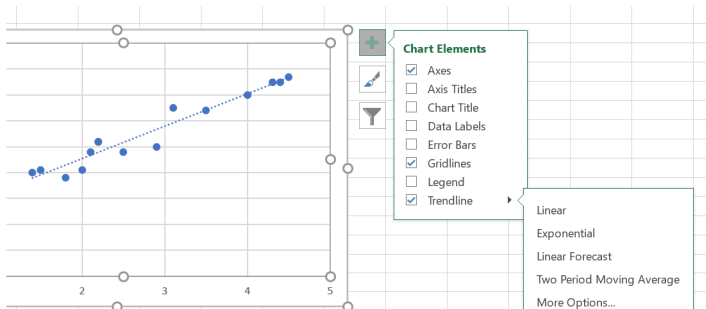 Chart Elements
Axes
Axis Titles
Chart Title
Data Labels
Error Bars
Gridlines
Legend
Trendline
Linear
Exponential
Linear Forecast
Two Period Moving Average
More Options...
2 3 4 5